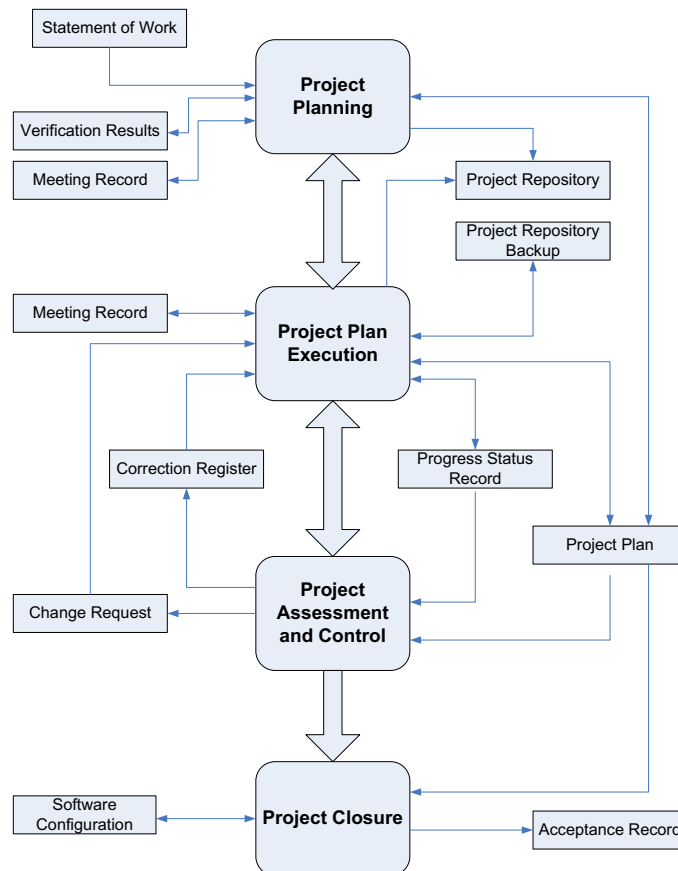 Statement of Work
Project
Planning
Verification Results
Meeting Record
Project Repository
Project Repository
Backup
Meeting Record
Project Plan
Execution
Correction Register
Progress Status
Record
Project Plan
Project
Assessment
and Control
Change Request
Software
Configuration
Project Closure
Acceptance Record